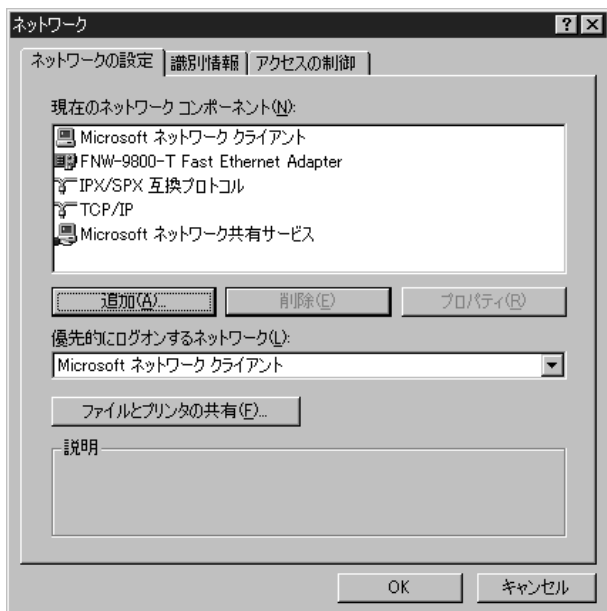 ネットワーク
ネットワークの設定 識別情報 アクセスの制御
現在のネットワーク コンポーネント(N):
Microsoft ネットワーク クライアント
FNW-9800-T Fast Ethernet Adapter
IPX/SPX 互換プロトコル
TCP/IP
Microsoft ネットワーク共有サービス
追加(A)... 削除(E) プロパティ(R)
優先的にログオンするネットワーク(L):
Microsoft ネットワーク クライアント
ファイルとプリンタの共有(F)...
説明
OK キャンセル